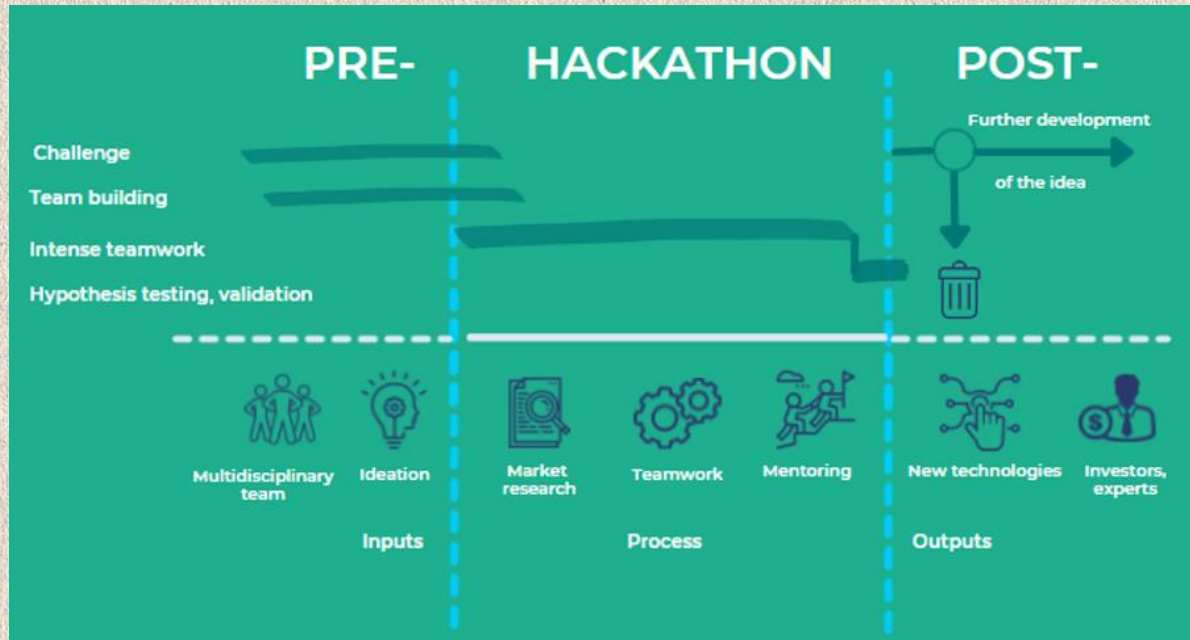 PRE-
HACKATHON
POST-
Further development
of the idea
Challenge
Team building
Intense teamwork
Hypothesis testing, validation
Multidisciplinary
team
Ideation
Market
research
Teamwork
Mentoring
New technologies
Investors,
experts
$
Inputs
Process
Outputs